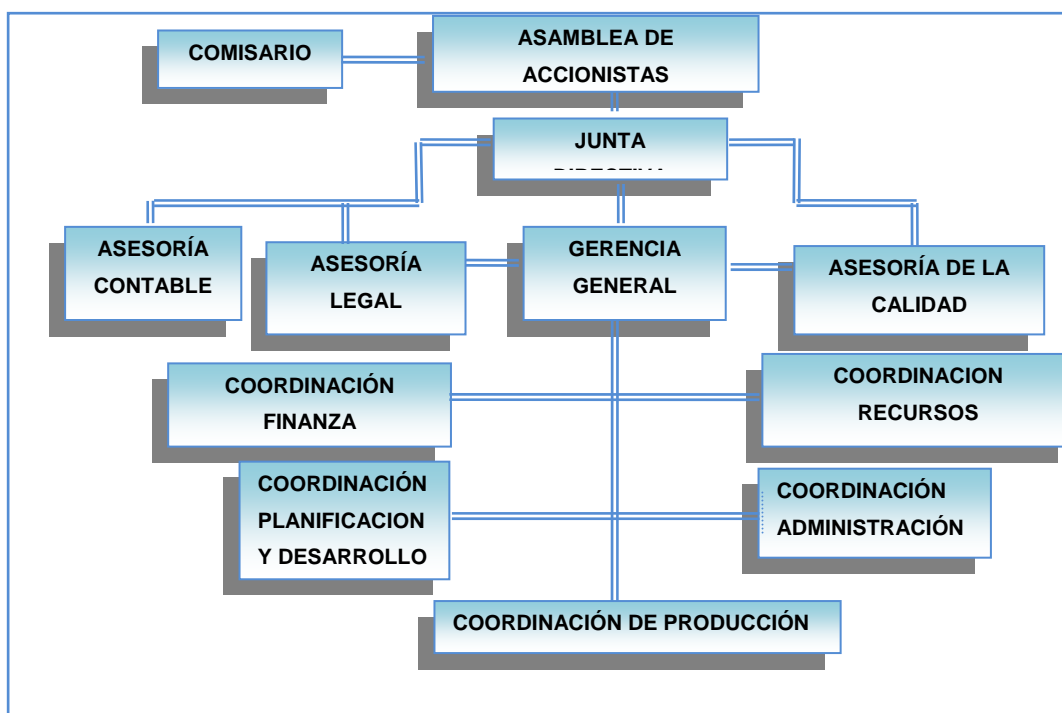 COMISARIO
ASAMBLEA DE
ACCIONISTAS
JUNTA
ASESORÍA
CONTABLE
ASESORÍA
LEGAL
GERENCIA
GENERAL
ASESORÍA DE LA
CALIDAD
COORDINACIÓN
FINANZA
COORDINACION
RECURSOS
COORDINACIÓN
PLANIFICACION
Y DESARROLLO
COORDINACIÓN
ADMINISTRACIÓN
COORDINACIÓN DE PRODUCCIÓN